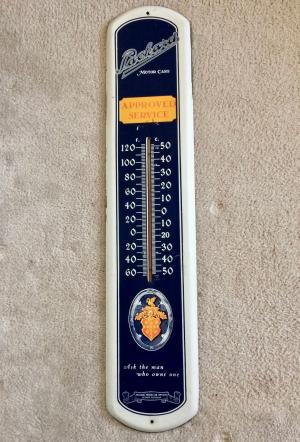 Packard
MOTOR CARS
APPROVED
SERVICE
F. C.
120 50
100 40
80 30
60 20
40 10
20 0
0 10
20 20
40 30
60 40
50
Ask the man
who owns one